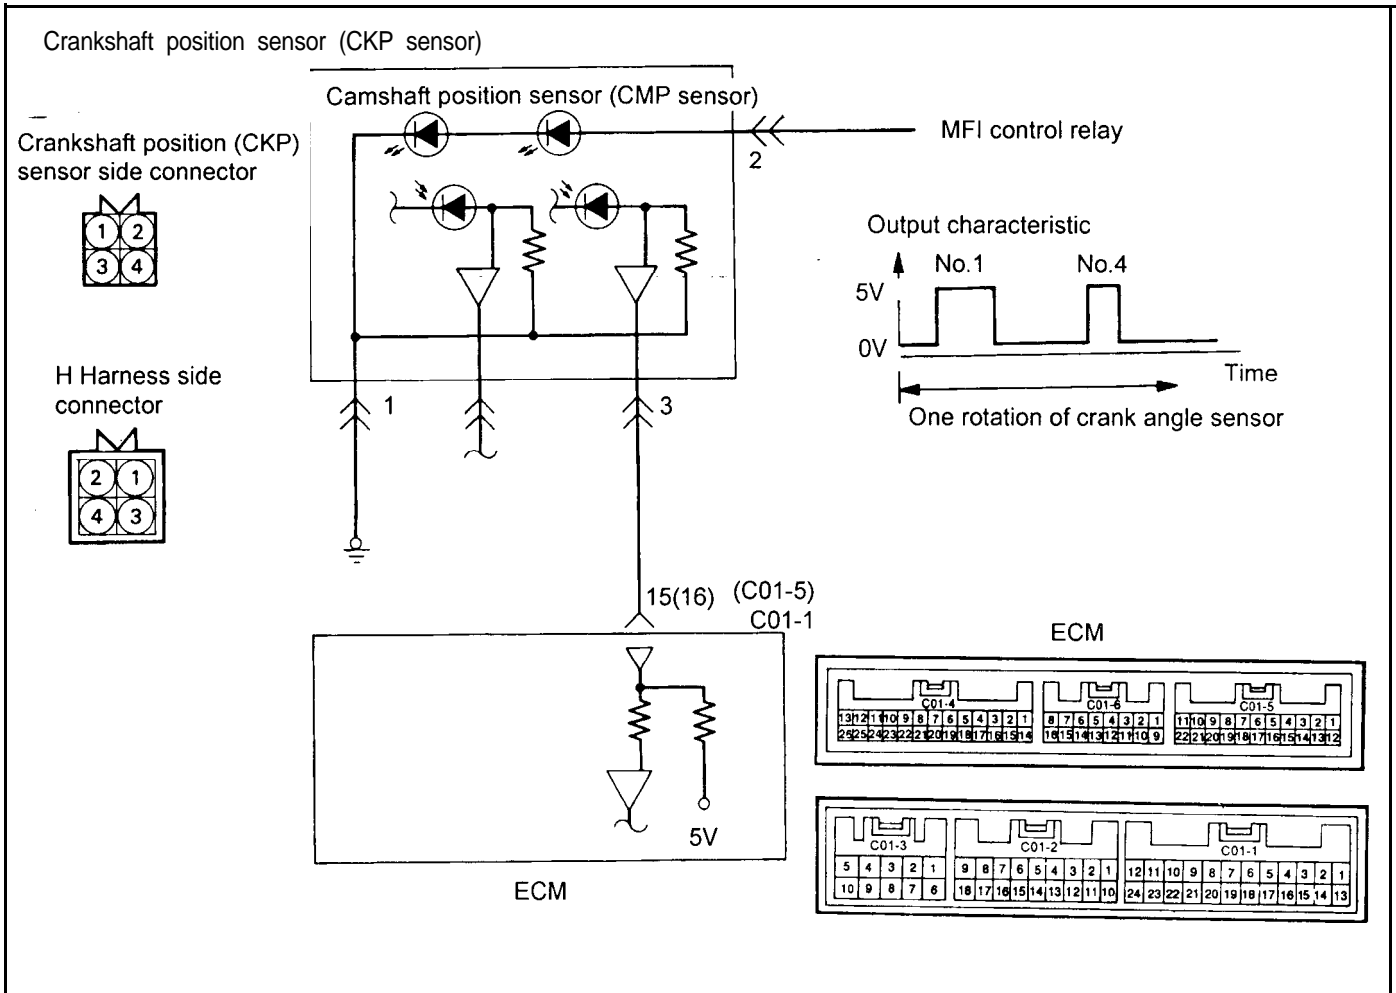 Crankshaft position sensor (CKP sensor)
Camshaft position sensor (CMP sensor)
MFI control relay
2
Crankshaft position (CKP)
sensor side connector
1 2
3 4
Output characteristic
No.1 No.4
5V
0V
Time
One rotation of crank angle sensor
H Harness side
connector
2 1
4 3
1
3
15(16) (C01-5)
C01-1
5V
ECM
ECM
C01-4 C01-6 C01-5
13 12 11 10 9 8 7 6 5 4 3 2 1
8 7 6 5 4 3 2 1
11 10 9 8 7 6 5 4 3 2 1
25 25 24 23 22 21 20 19 18 17 16 15 14
16 15 14 13 12 11 10 9
22 21 20 19 18 17 16 15 14 13 12
C01-3 C01-2 C01-1
5 4 3 2 1
9 8 7 6 5 4 3 2 1
12 11 10 9 8 7 6 5 4 3 2 1
10 9 8 7 6
18 17 16 15 14 13 12 11 10
24 23 22 21 20 19 18 17 16 15 14 13